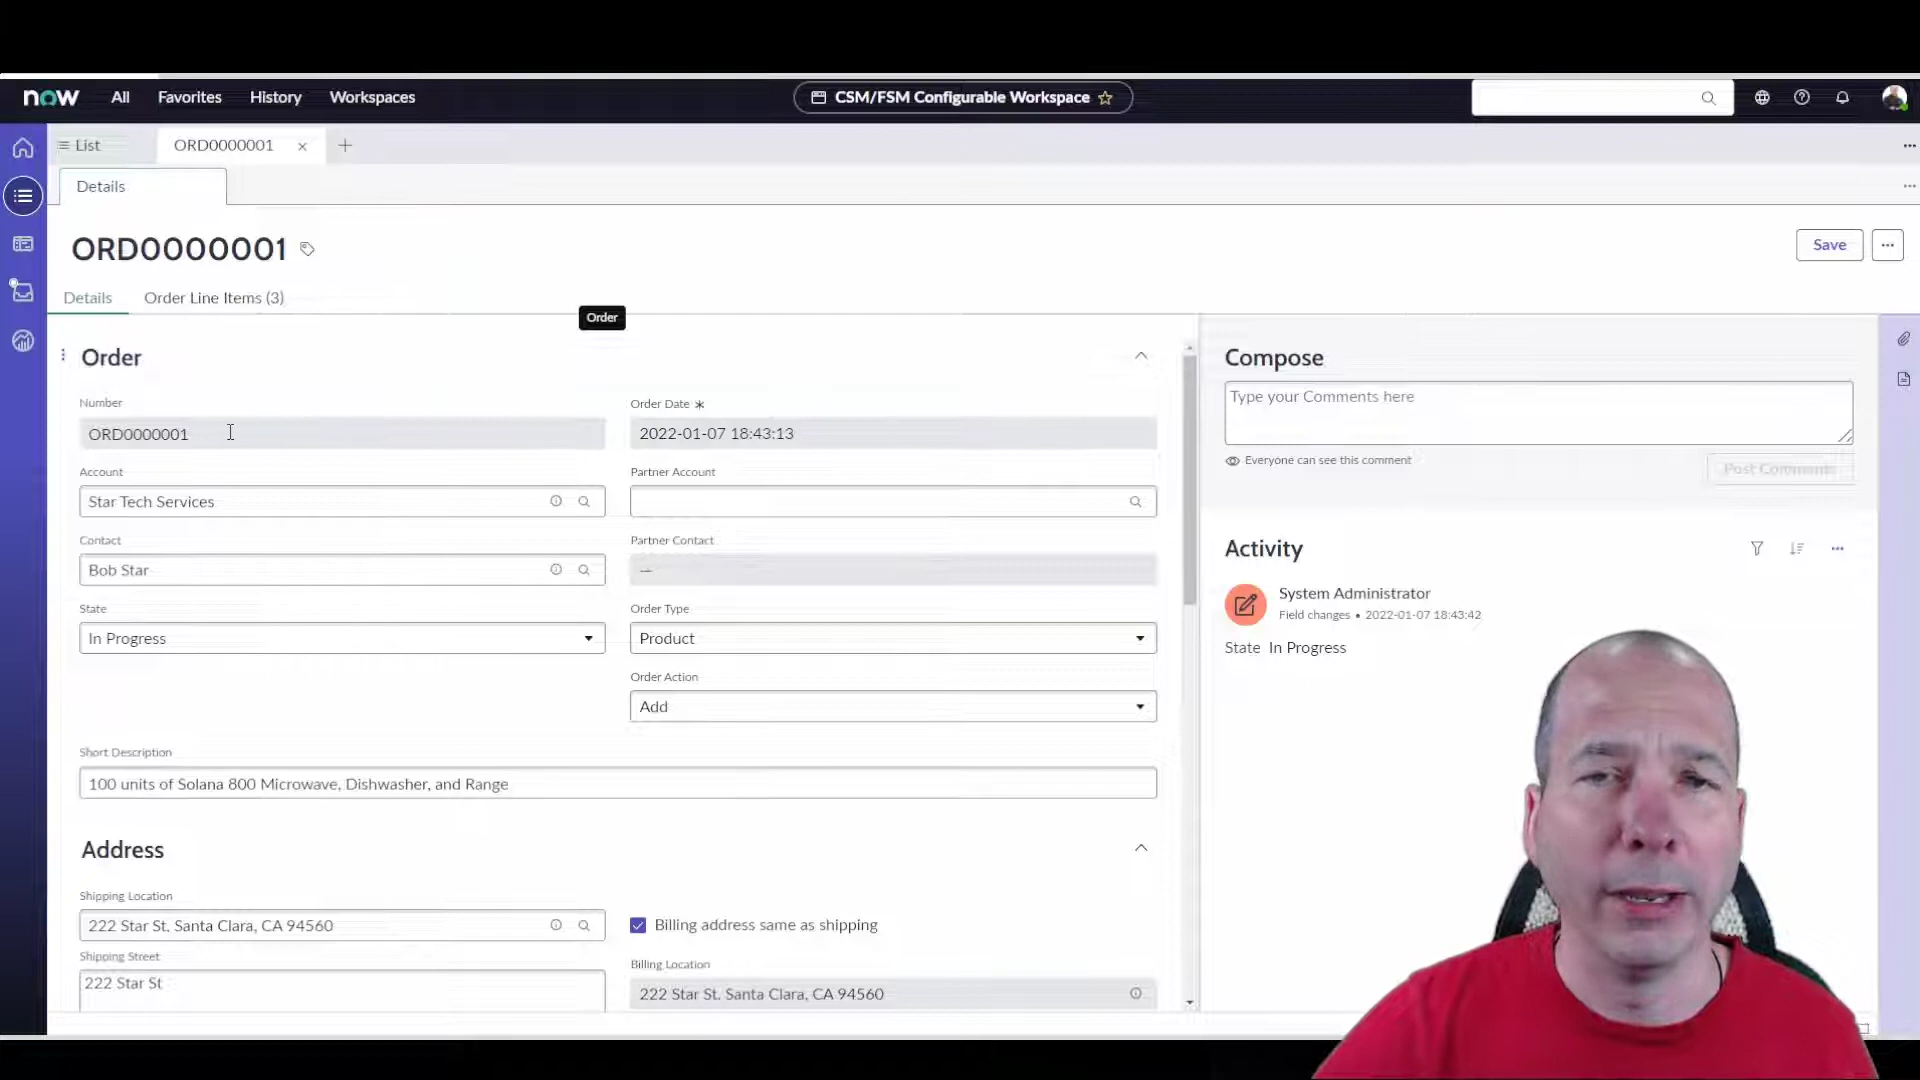 now All Favorites History Workspaces CSM/FSM Configurable Workspace
List ORD0000001
Details
ORD0000001 Save
Details Order Line Items (3)
Order
Order
Number
ORD0000001
Order Date
2022-01-07 18:43:13
Account
Star Tech Services
Partner Account
Contact
Bob Star
Partner Contact
—
State
In Progress
Order Type
Product
Order Action
Add
Short Description
100 units of Solana 800 Microwave, Dishwasher, and Range
Address
Shipping Location
222 Star St, Santa Clara, CA 94560
Billing address same as shipping
Shipping Street
222 Star St
Billing Location
222 Star St, Santa Clara, CA 94560
Compose
Type your Comments here
Everyone can see this comment
Post Comments
Activity
System Administrator
Field changes • 2022-01-07 18:43:42
State In Progress